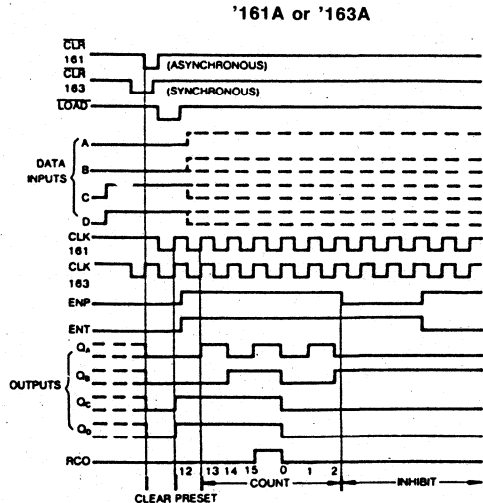 '161A or '163A
CLR
161 (ASYNCHRONOUS)
CLR
163 (SYNCHRONOUS)
LOAD
A
DATA
INPUTS
B
C
D
CLK
161
CLK
163
ENP
ENT
QA
QB
OUTPUTS
QC
QD
RCO
12 13 14 15 0 1 2
COUNT INHIBIT
CLEAR PRESET